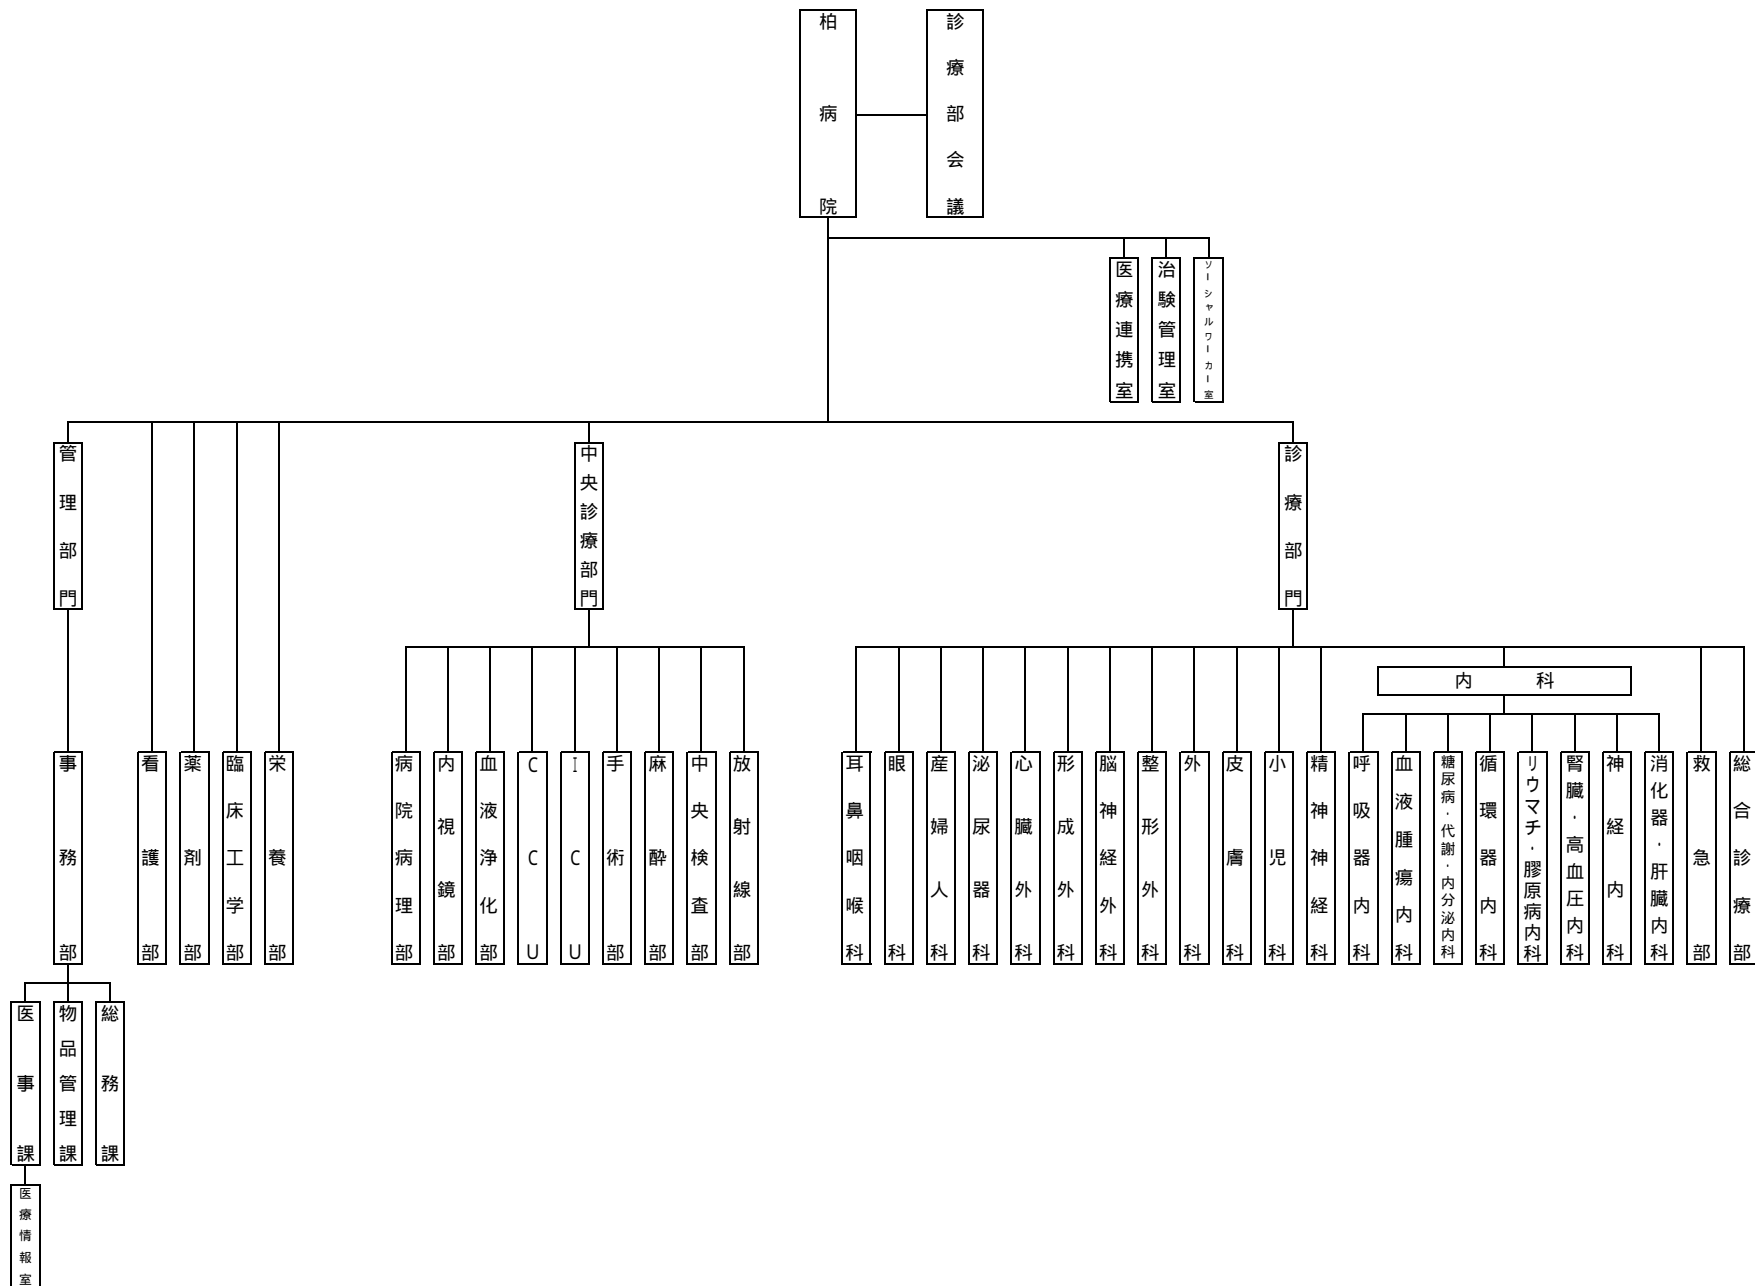 柏病院
診療部会議
医療連携室
治験管理室
ソーシャルワーカー室
管理部門
中央診療部門
診療部門
内科
事務部
看護部
薬剤部
臨床工学部
栄養部
病院病理部
内視鏡部
血液浄化部
CCU
ICU
手術部
麻酔部
中央検査部
放射線部
耳鼻咽喉科
眼科
産婦人科
泌尿器科
心臓外科
形成外科
脳神経外科
整形外科
外科
皮膚科
小児科
精神神経科
呼吸器内科
血液腫瘍内科
糖尿病・代謝・内分泌内科
循環器内科
リウマチ・膠原病内科
腎臓・高血圧内科
神経内科
消化器・肝臓内科
救急部
総合診療部
医事課
物品管理課
総務課
医療情報室